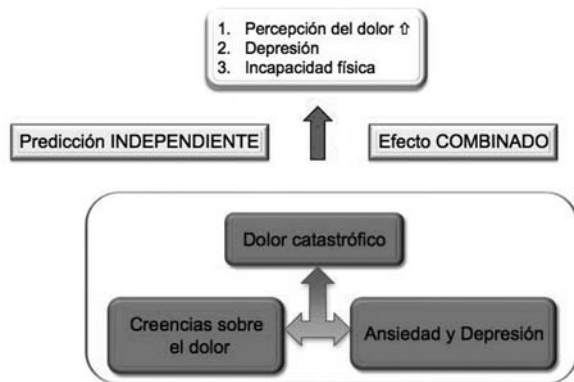 1. Percepción del dolor ⇧
2. Depresión
3. Incapacidad física
Predicción INDEPENDIENTE
Efecto COMBINADO
Dolor catastrófico
Creencias sobre
el dolor
Ansiedad y Depresión